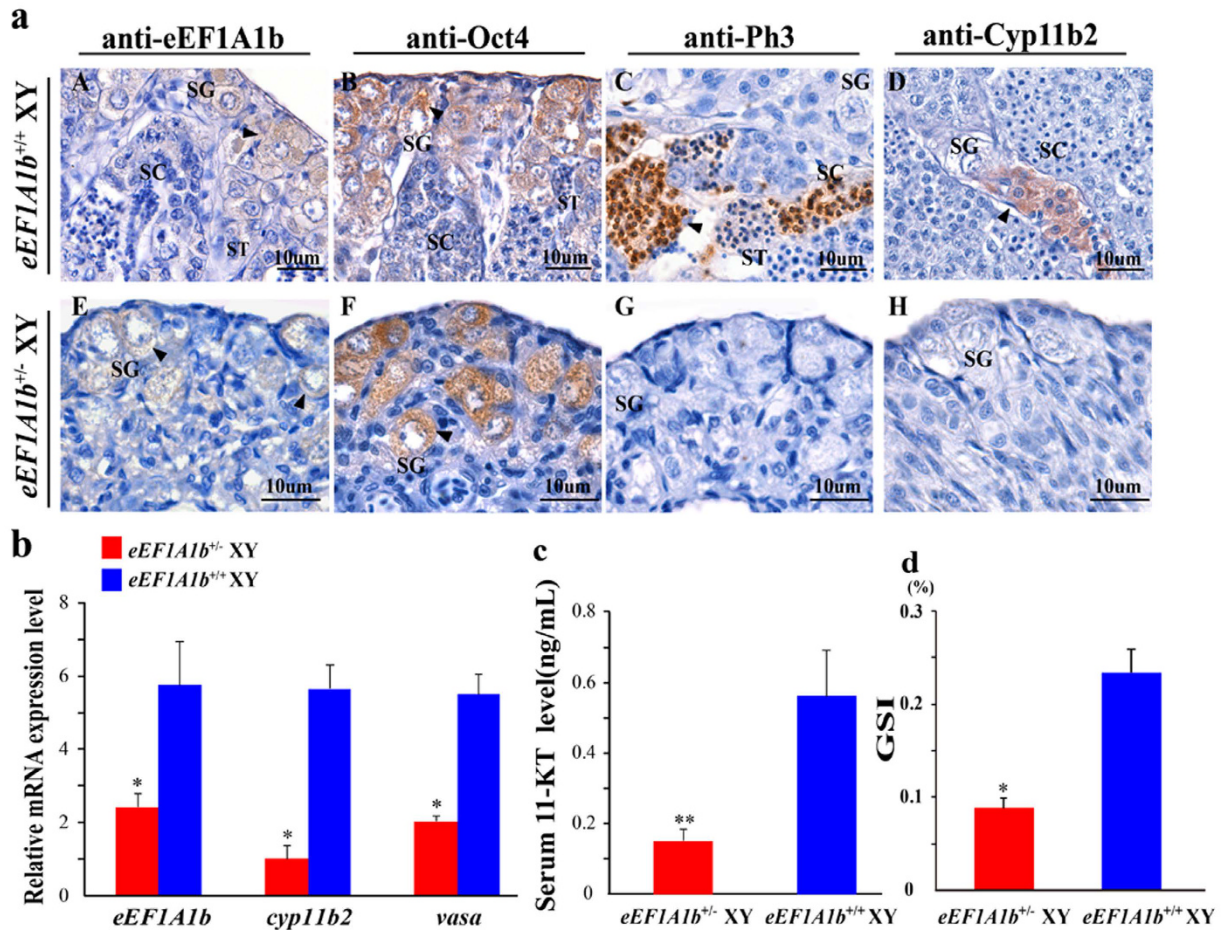 a
anti-eEF1A1b anti-Oct4 anti-Ph3 anti-Cyp11b2
eEF1A1b+/+ XY
A SG SC ST 10um
B SG SC ST 10um
C SG SC ST 10um
D SG SC 10um
eEF1A1b+/- XY
E SG 10um
F SG 10um
G SG 10um
H SG 10um
b
eEF1A1b+/- XY
eEF1A1b+/+ XY
Relative mRNA expression level
8
6
4
2
0
* * *
eEF1A1b cyp11b2 vasa
c
Serum 11-KT level(ng/mL)
0.8
0.6
0.4
0.2
0
**
eEF1A1b+/- XY eEF1A1b+/+ XY
d
(%)
GSI
0.3
0.2
0.1
0
*
eEF1A1b+/- XY eEF1A1b+/+ XY